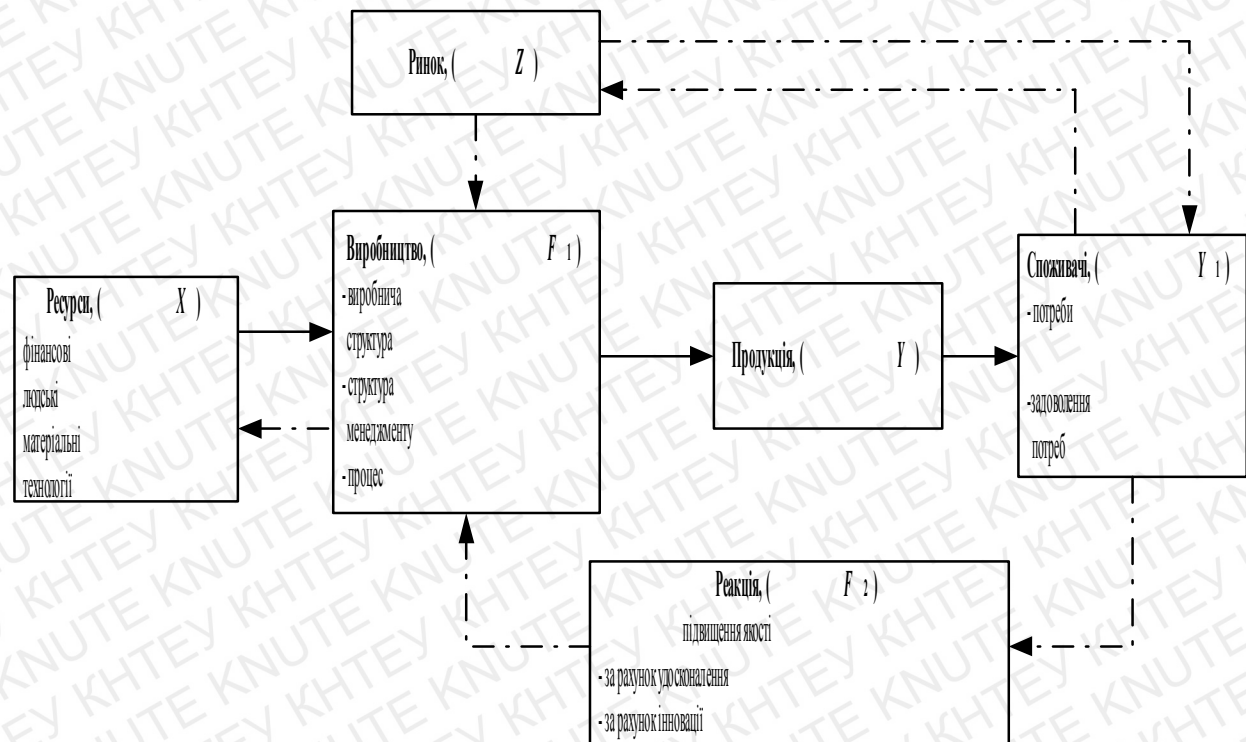 Ринок, ( Z )
Виробництво, ( F 1 )
- виробнича
структура
- структура
менеджменту
- процес
Ресурси, ( X )
фінансові
людські
матеріальні
технології
Продукція, ( Y )
Споживачі, ( Y 1 )
- потреби
-задоволення
потреб
Реакція, ( F 2 )
підвищення якості
- за рахунок удосконалення
- за рахунок інновації